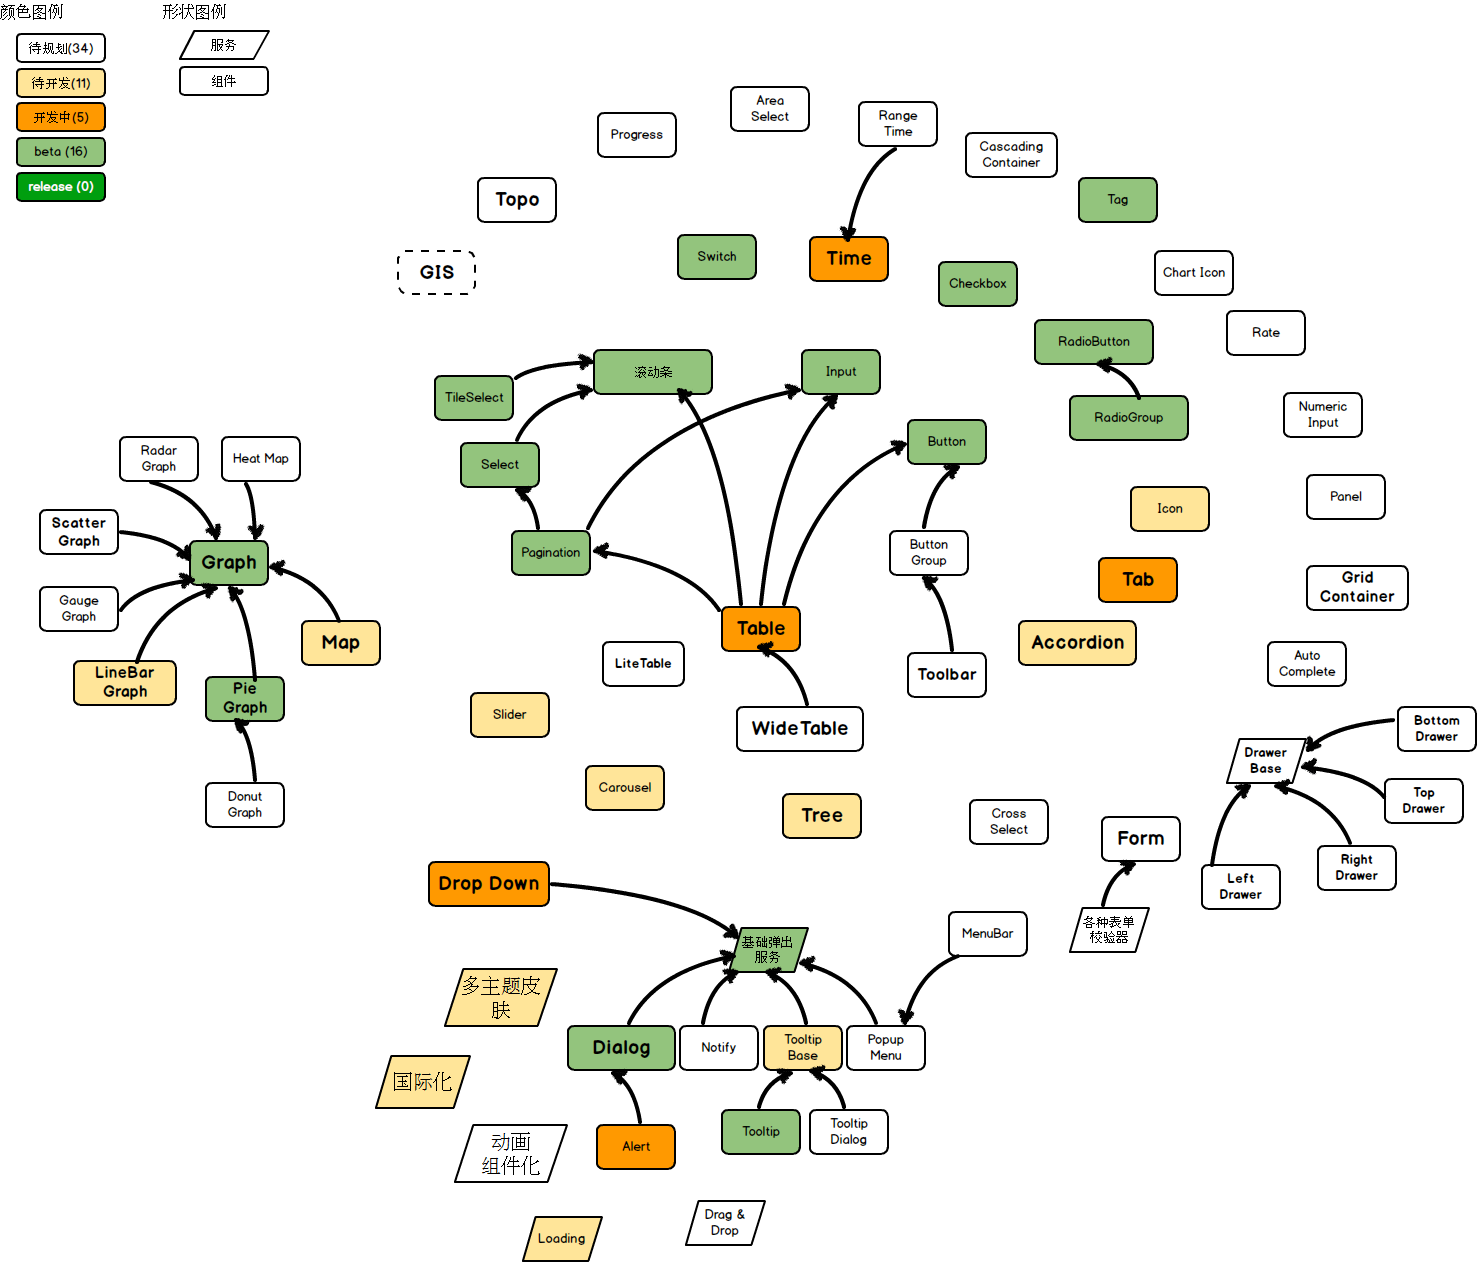 颜色图例
形状图例
待规划(34)
待开发(11)
开发中(5)
beta (16)
release (0)
服务
组件
Area
Select
Range
Time
Progress
Cascading
Container
Topo
Tag
Switch
Time
GIS
Checkbox
Chart Icon
RadioButton
Rate
滚动条
Input
TileSelect
RadioGroup
Numeric
Input
Button
Radar
Graph
Heat Map
Select
Panel
Icon
Scatter
Graph
Pagination
Button
Group
Graph
Tab
Grid
Container
Gauge
Graph
Map
Table
Accordion
LiteTable
Auto
Complete
LineBar
Graph
Pie
Graph
Toolbar
Slider
WideTable
Bottom
Drawer
Drawer
Base
Carousel
Top
Drawer
Donut
Graph
Tree
Cross
Select
Form
Right
Drawer
Left
Drawer
Drop Down
各种表单
校验器
MenuBar
基础弹出
服务
多主题皮
肤
Dialog
Notify
Tooltip
Base
Popup
Menu
国际化
Alert
Tooltip
Tooltip
Dialog
动画
组件化
Drag &
Drop
Loading